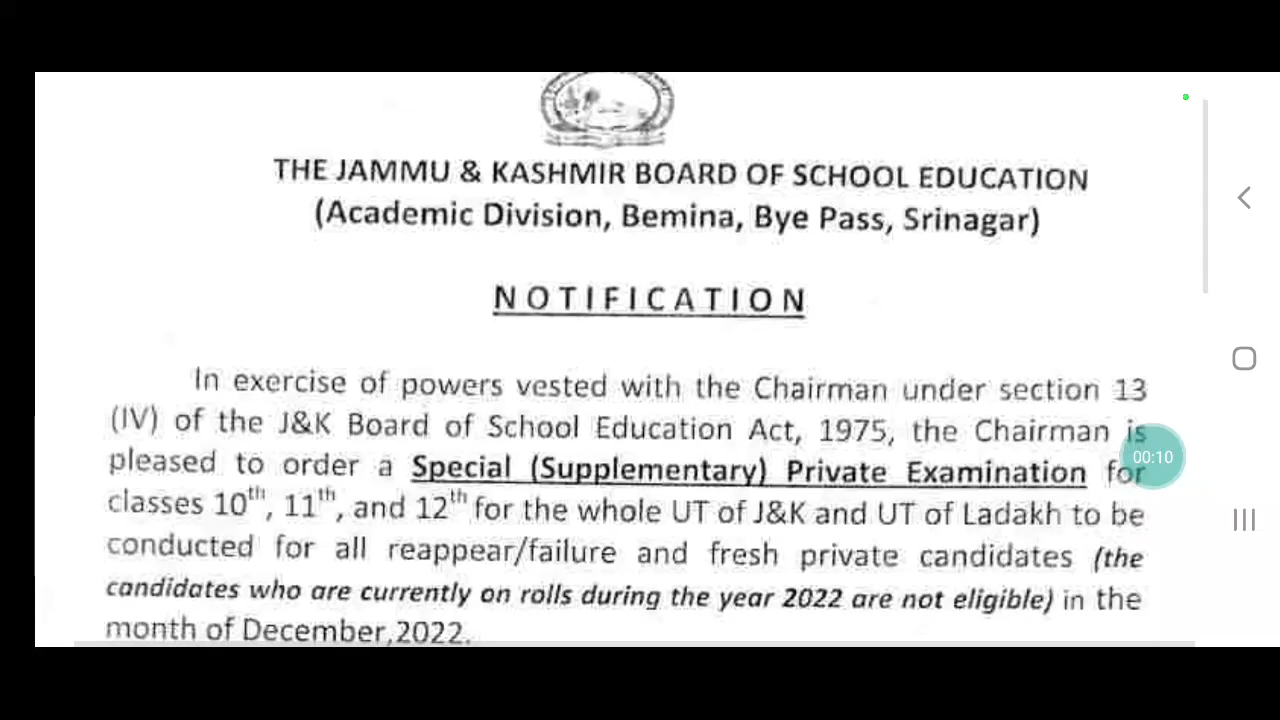 THE JAMMU & KASHMIR BOARD OF SCHOOL EDUCATION
(Academic Division, Bemina, Bye Pass, Srinagar)
NOTIFICATION
In exercise of powers vested with the Chairman under section 13
(IV) of the J&K Board of School Education Act, 1975, the Chairman is
pleased to order a Special (Supplementary) Private Examination for
classes 10th, 11th, and 12th for the whole UT of J&K and UT of Ladakh to be
conducted for all reappear/failure and fresh private candidates (the
candidates who are currently on rolls during the year 2022 are not eligible) in the
month of December,2022.
00:10